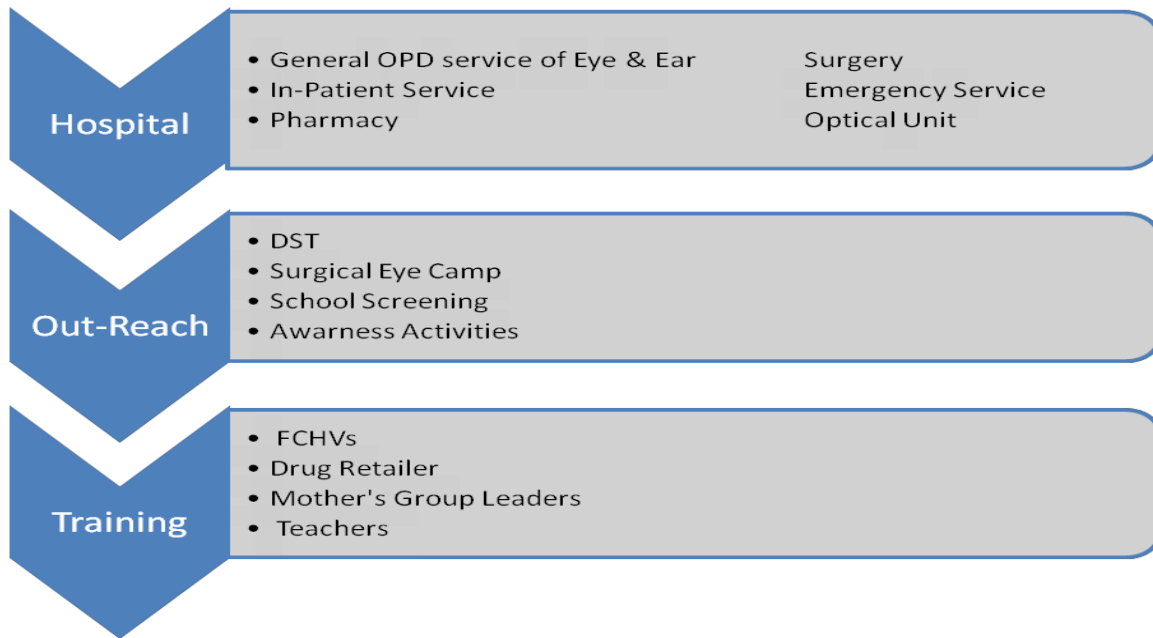 Hospital
• General OPD service of Eye & Ear Surgery
• In-Patient Service Emergency Service
• Pharmacy Optical Unit
Out-Reach
• DST
• Surgical Eye Camp
• School Screening
• Awarness Activities
Training
• FCHVs
• Drug Retailer
• Mother's Group Leaders
• Teachers